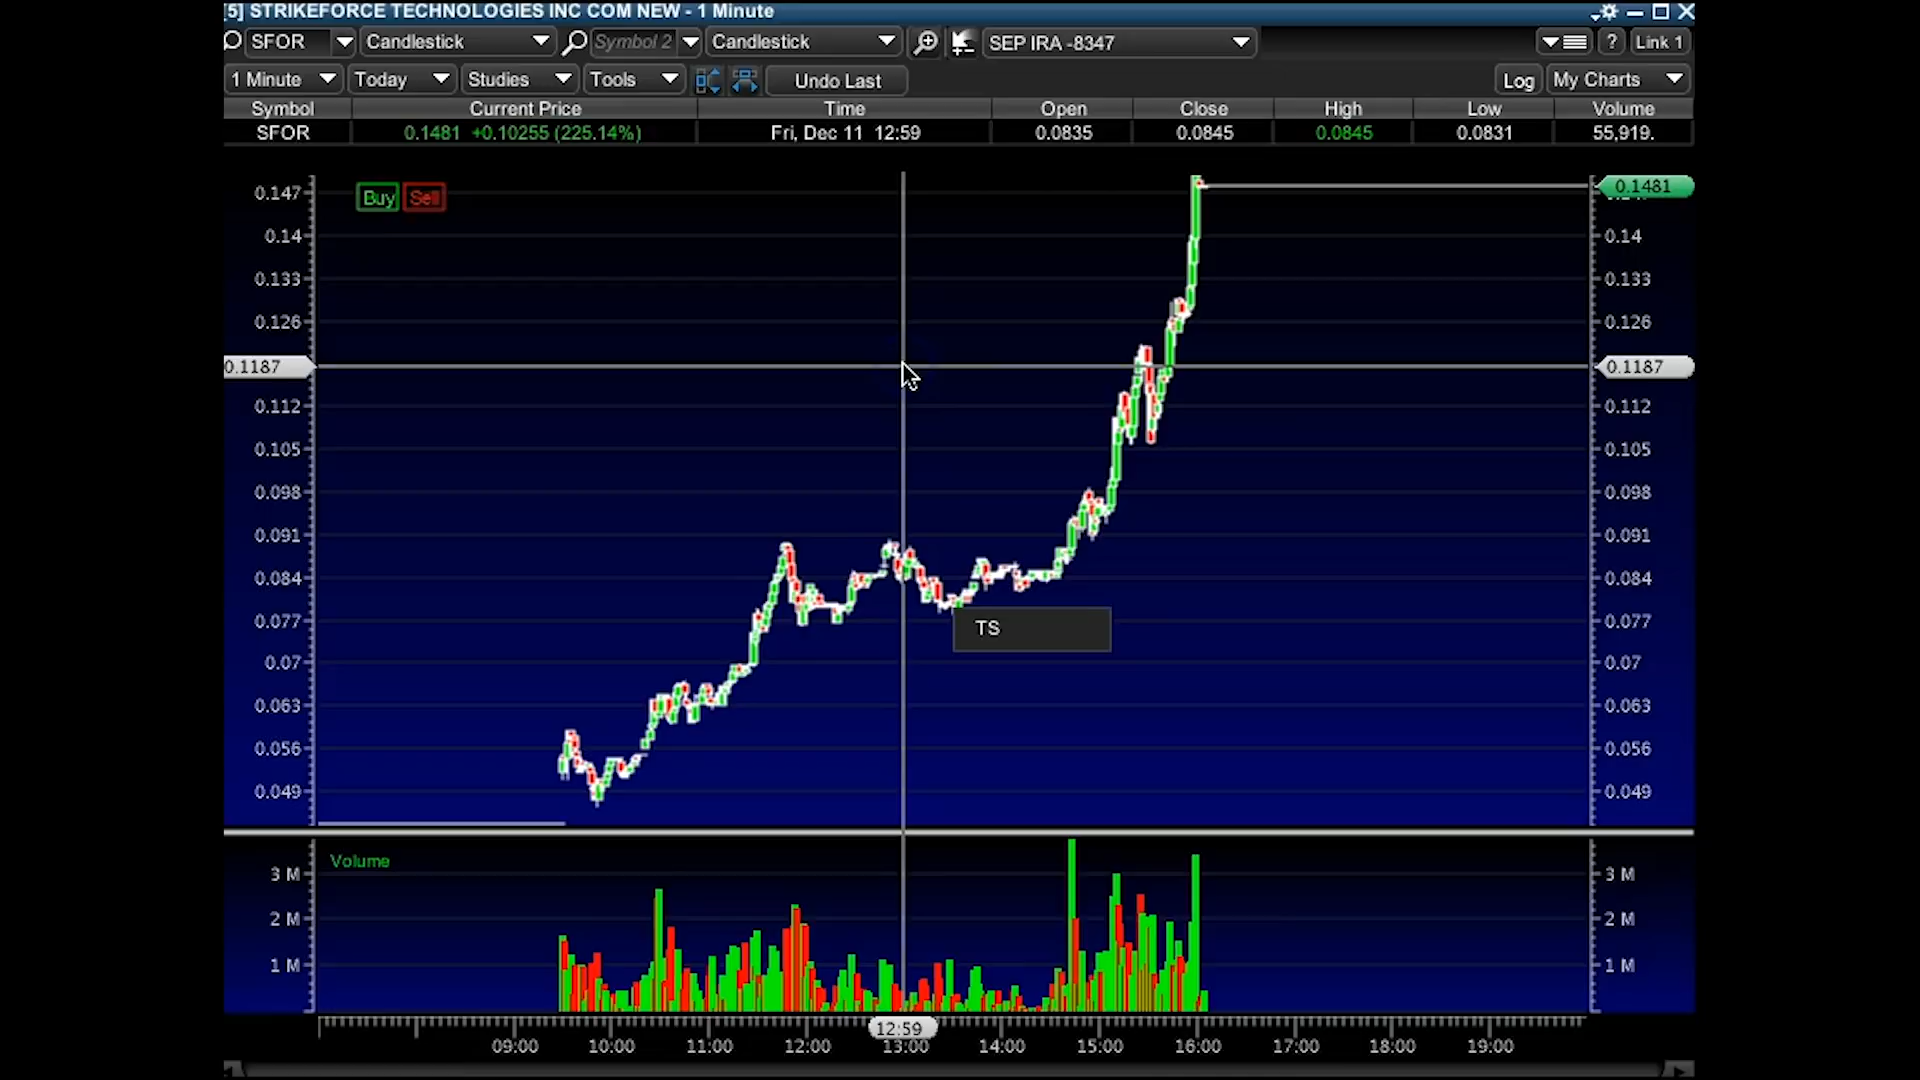 [5] STRIKEFORCE TECHNOLOGIES INC COM NEW - 1 Minute
SFOR Candlestick Symbol 2 Candlestick SEP IRA -8347 ? Link 1
1 Minute Today Studies Tools Undo Last Log My Charts
Symbol Current Price Time Open Close High Low Volume
SFOR 0.1481 +0.10255 (225.14%) Fri, Dec 11 12:59 0.0835 0.0845 0.0845 0.0831 55,919.
Buy Sell
0.147 0.1481
0.14 0.14
0.133 0.133
0.126 0.126
0.1187 0.1187
0.112 0.112
0.105 0.105
0.098 0.098
0.091 0.091
0.084 0.084
0.077 TS 0.077
0.07 0.07
0.063 0.063
0.056 0.056
0.049 0.049
Volume
3 M 3 M
2 M 2 M
1 M 1 M
12:59
09:00 10:00 11:00 12:00 13:00 14:00 15:00 16:00 17:00 18:00 19:00